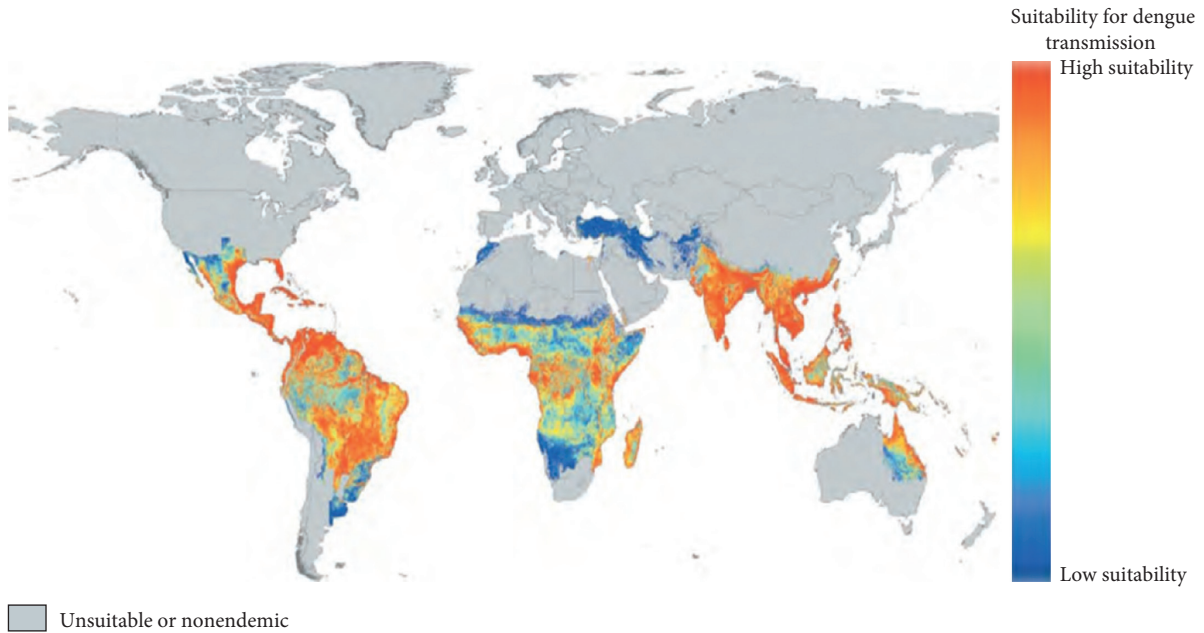 Suitability for dengue
transmission
High suitability
Low suitability
Unsuitable or nonendemic